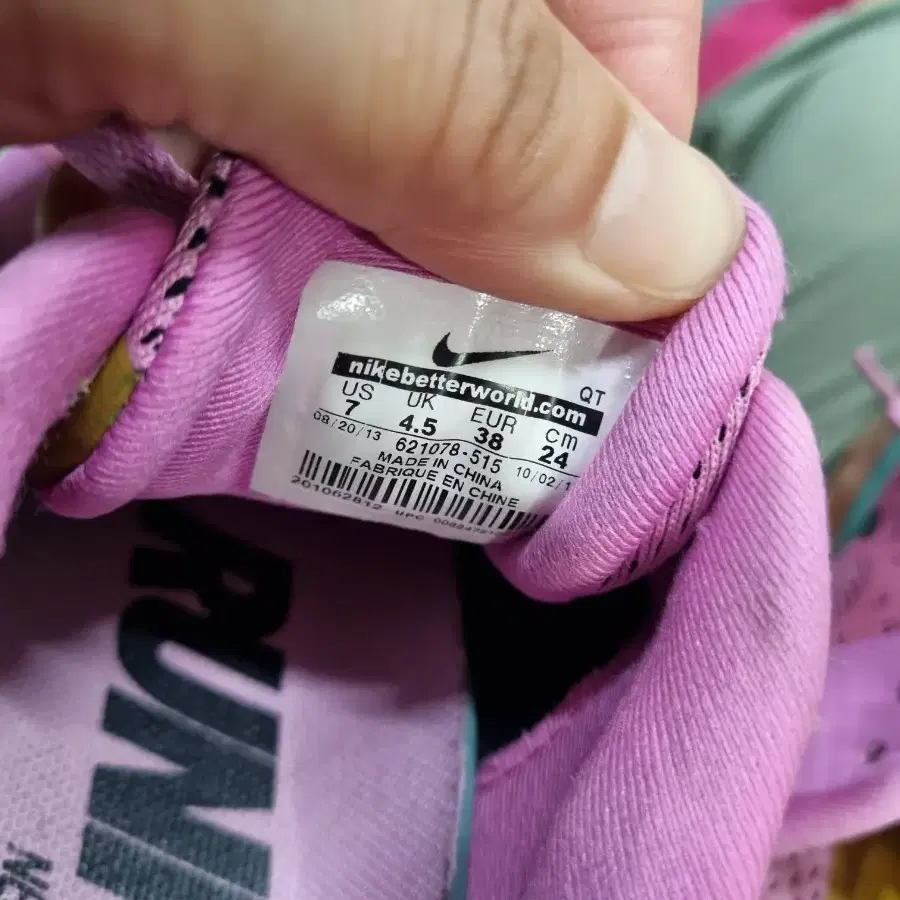 nikebetterworld.com
QT
US UK EUR Cm
7 4.5 38 24
08/20/13 621078-515 10/02/1
MADE IN CHINA
FABRIQUE EN CHINE
201062812 UPC
RUN